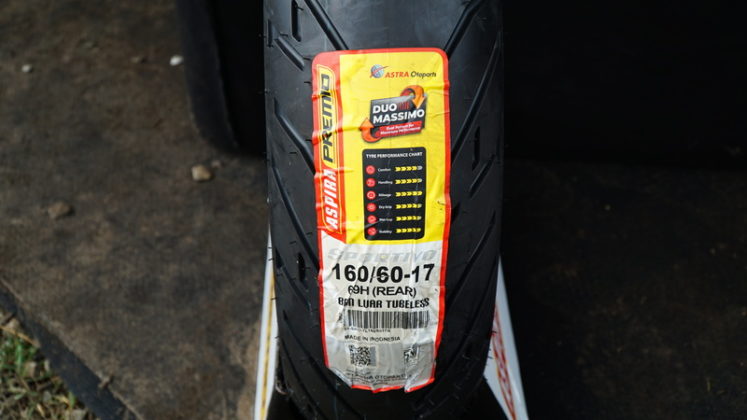 ASTRA Otoparts
ASPIRA PREMIO
DUO
MASSIMO
TYRE PERFORMANCE CHART
Comfort
Handling
Mileage
Dry Grip
Wet Grip
Stability
SPORTIVO
160/60-17
69H (REAR)
BAN LUAR TUBELESS
MADE IN INDONESIA